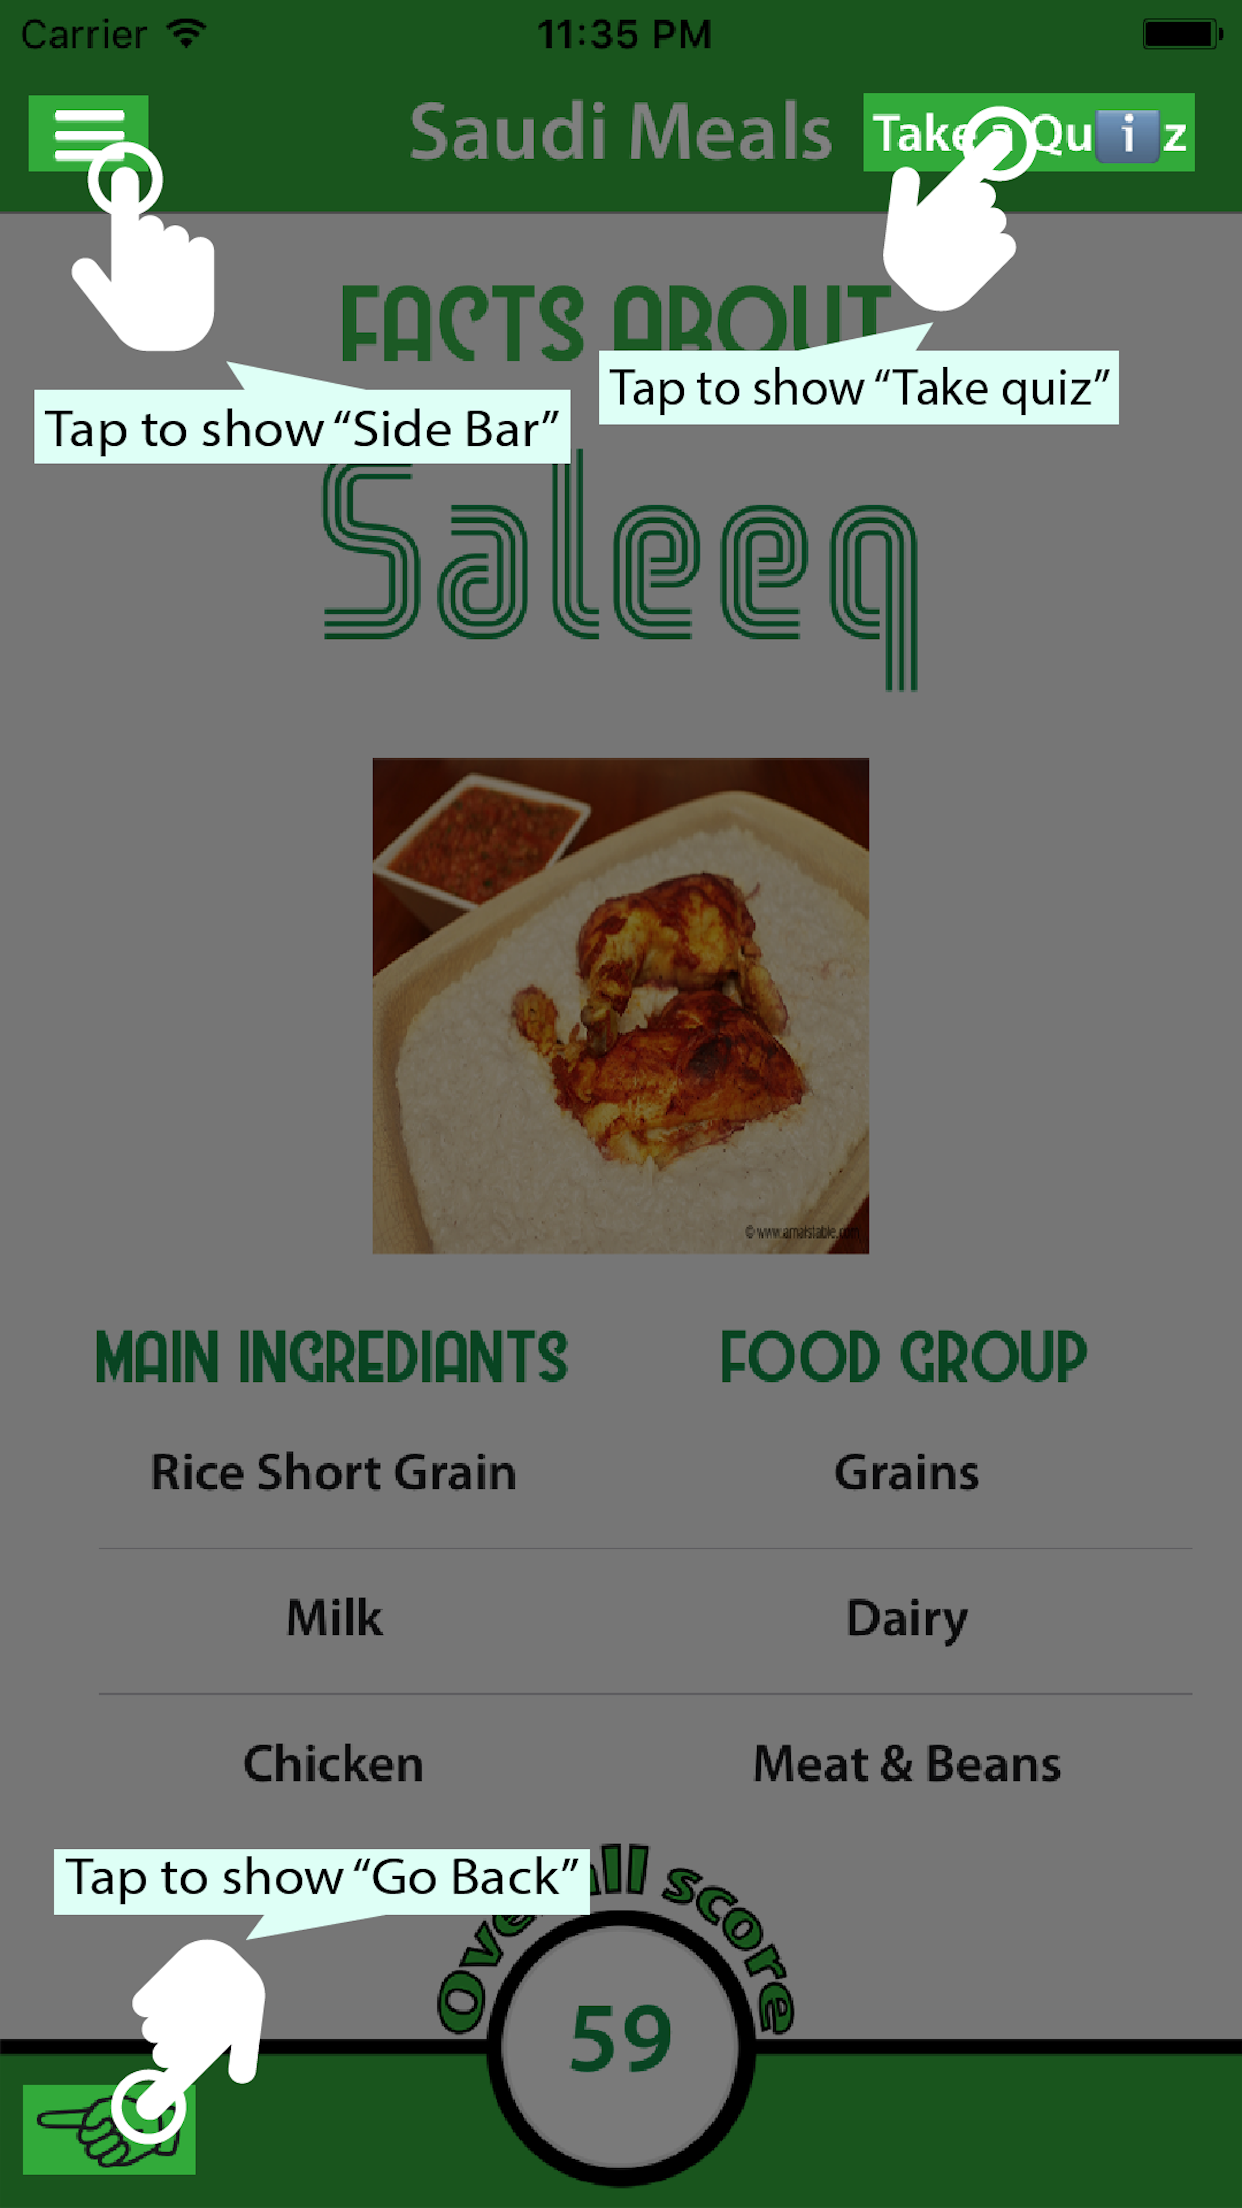 Carrier 11:35 PM
Saudi Meals
Take a Quℹz
FACTS ABOUT
Tap to show “Take quiz”
Tap to show “Side Bar”
Saleeq
© www.amalstable.com
MAIN INGREDIANTS FOOD GROUP
Rice Short Grain Grains
Milk Dairy
Chicken Meat & Beans
Tap to show “Go Back”
Overall score
59